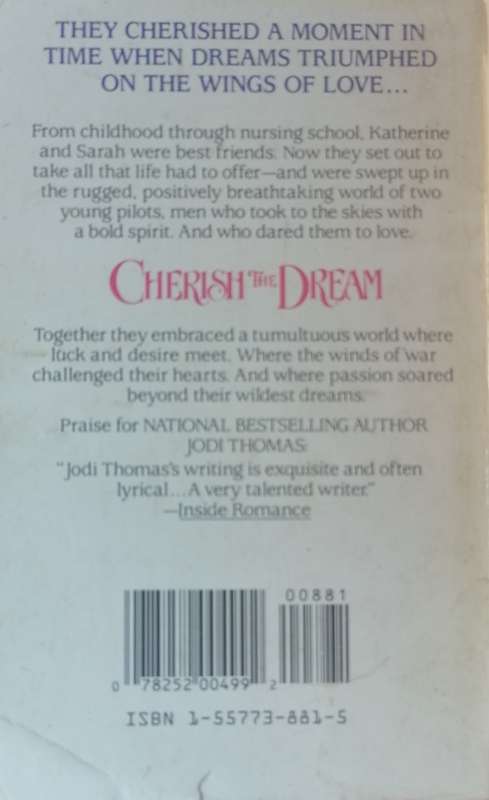 THEY CHERISHED A MOMENT IN
TIME WHEN DREAMS TRIUMPHED
ON THE WINGS OF LOVE...
From childhood through nursing school, Katherine
and Sarah were best friends. Now they set out to
take all that life had to offer—and were swept up in
the rugged, positively breathtaking world of two
young pilots, men who took to the skies with
a bold spirit. And who dared them to love.
CHERISH THE DREAM
Together they embraced a tumultuous world where
luck and desire meet. Where the winds of war
challenged their hearts. And where passion soared
beyond their wildest dreams.
Praise for NATIONAL BESTSELLING AUTHOR
JODI THOMAS:
"Jodi Thomas's writing is exquisite and often
lyrical...A very talented writer."
—Inside Romance
00881
0 78252 00499 2
ISBN 1-55773-881-5